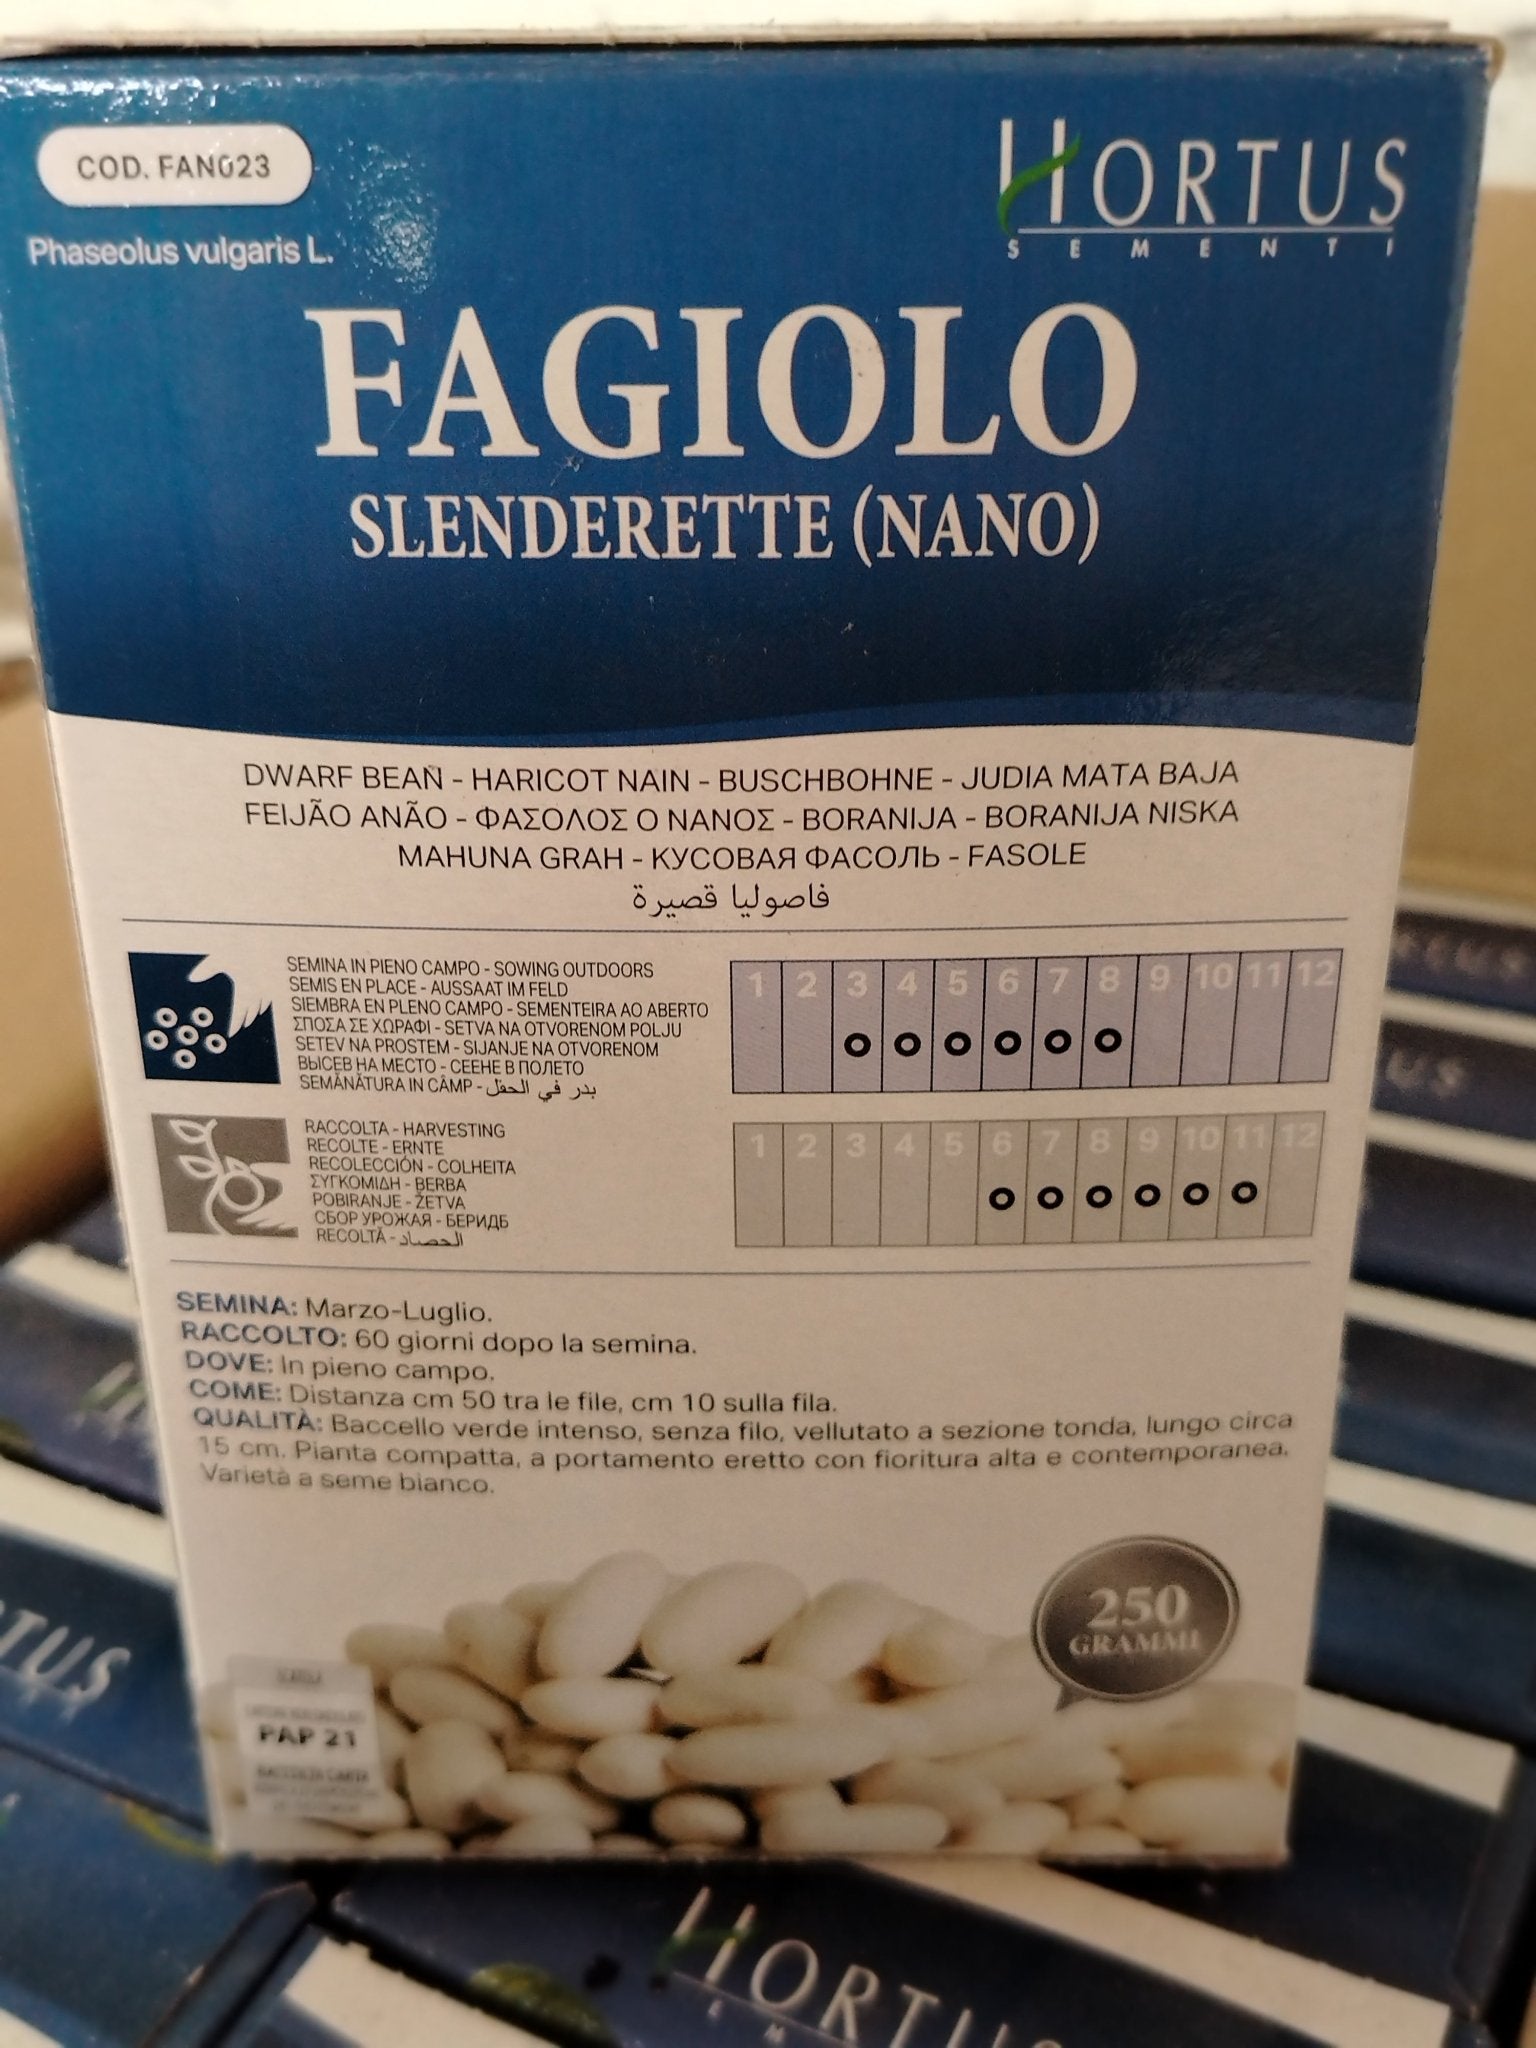 COD. FAN023
HORTUS
SEMENTI
Phaseolus vulgaris L.
FAGIOLO
SLENDERETTE (NANO)
DWARF BEAN - HARICOT NAIN - BUSCHBOHNE - JUDIA MATA BAJA
FEIJÃO ANÃO - ΦΑΣΟΛΟΣ Ο ΝΑΝΟΣ - BORANIJA - BORANIJA NISKA
MAHUNA GRAH - КУСОВАЯ ФАСОЛЬ - FASOLE
فاصوليا قصيرة
SEMINA IN PIENO CAMPO - SOWING OUTDOORS
SEMIS EN PLACE - AUSSAAT IM FELD
SIEMBRA EN PLENO CAMPO - SEMENTEIRA AO ABERTO
ΣΠΟΣΑ ΣΕ ΧΩΡΑΦΙ - SETVA NA OTVORENOM POLJU
SETEV NA PROSTEM - SIJANJE NA OTVORENOM
ВЫСЕВ НА МЕСТО - СЕЕНЕ В ПОЛЕТО
SEMĂNĂTURA IN CÂMP - بدر في الحقل
1 2 3 4 5 6 7 8 9 10 11 12
RACCOLTA - HARVESTING
RECOLTE - ERNTE
RECOLECCIÓN - COLHEITA
ΣΥΓΚΟΜΙΔΗ - BERBA
POBIRANJE - ŽETVA
СБОР УРОЖАЯ - БЕРИДБ
RECOLTĂ - الحصاد
1 2 3 4 5 6 7 8 9 10 11 12
SEMINA: Marzo-Luglio.
RACCOLTO: 60 giorni dopo la semina.
DOVE: In pieno campo.
COME: Distanza cm 50 tra le file, cm 10 sulla fila.
QUALITÀ: Baccello verde intenso, senza filo, vellutato a sezione tonda, lungo circa
15 cm. Pianta compatta, a portamento eretto con fioritura alta e contemporanea.
Varietà a seme bianco.
250
GRAMMI
PAP 21
RACCOLTA CARTA
HORTUS